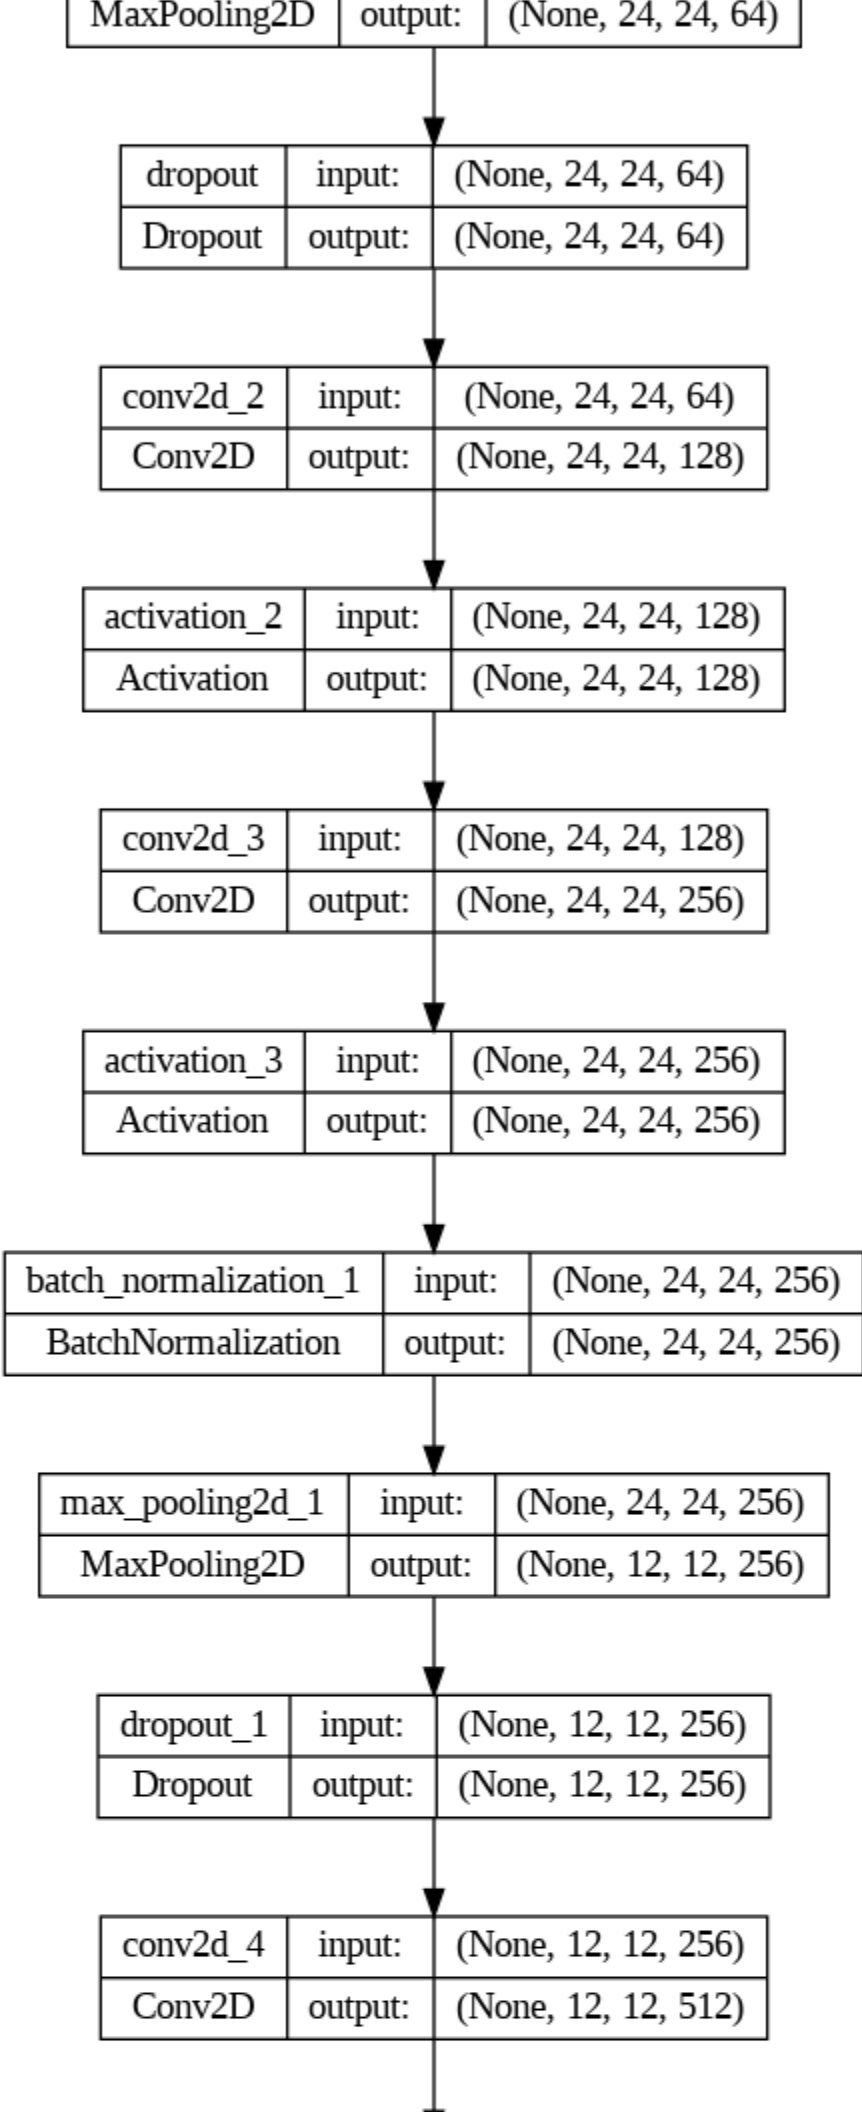 MaxPooling2D output: (None, 24, 24, 64)
dropout input: (None, 24, 24, 64)
Dropout output: (None, 24, 24, 64)
conv2d_2 input: (None, 24, 24, 64)
Conv2D output: (None, 24, 24, 128)
activation_2 input: (None, 24, 24, 128)
Activation output: (None, 24, 24, 128)
conv2d_3 input: (None, 24, 24, 128)
Conv2D output: (None, 24, 24, 256)
activation_3 input: (None, 24, 24, 256)
Activation output: (None, 24, 24, 256)
batch_normalization_1 input: (None, 24, 24, 256)
BatchNormalization output: (None, 24, 24, 256)
max_pooling2d_1 input: (None, 24, 24, 256)
MaxPooling2D output: (None, 12, 12, 256)
dropout_1 input: (None, 12, 12, 256)
Dropout output: (None, 12, 12, 256)
conv2d_4 input: (None, 12, 12, 256)
Conv2D output: (None, 12, 12, 512)